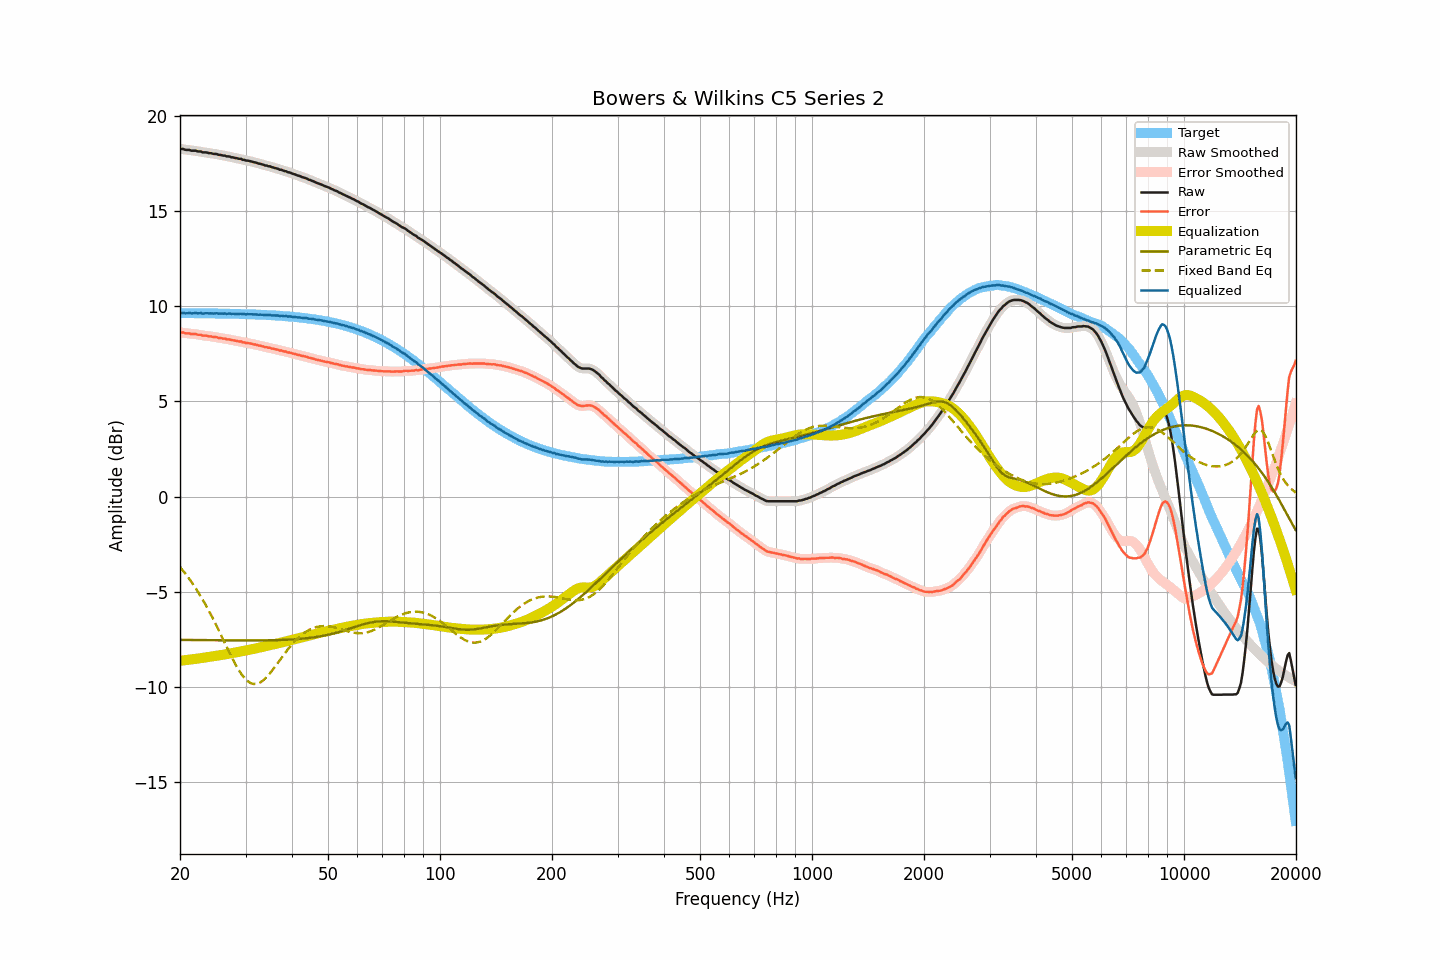 Bowers & Wilkins C5 Series 2
Target
Raw Smoothed
Error Smoothed
Raw
Error
Equalization
Parametric Eq
Fixed Band Eq
Equalized
20
15
10
5
0
−5
−10
−15
Amplitude (dBr)
20 50 100 200 500 1000 2000 5000 10000 20000
Frequency (Hz)